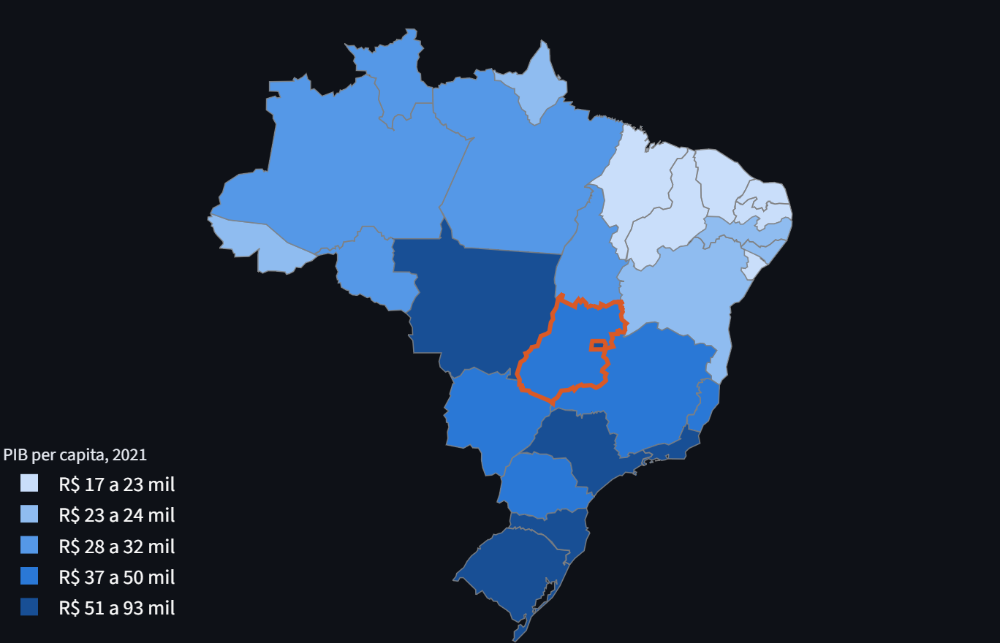 PIB per capita, 2021
R$ 17 a 23 mil
R$ 23 a 24 mil
R$ 28 a 32 mil
R$ 37 a 50 mil
R$ 51 a 93 mil